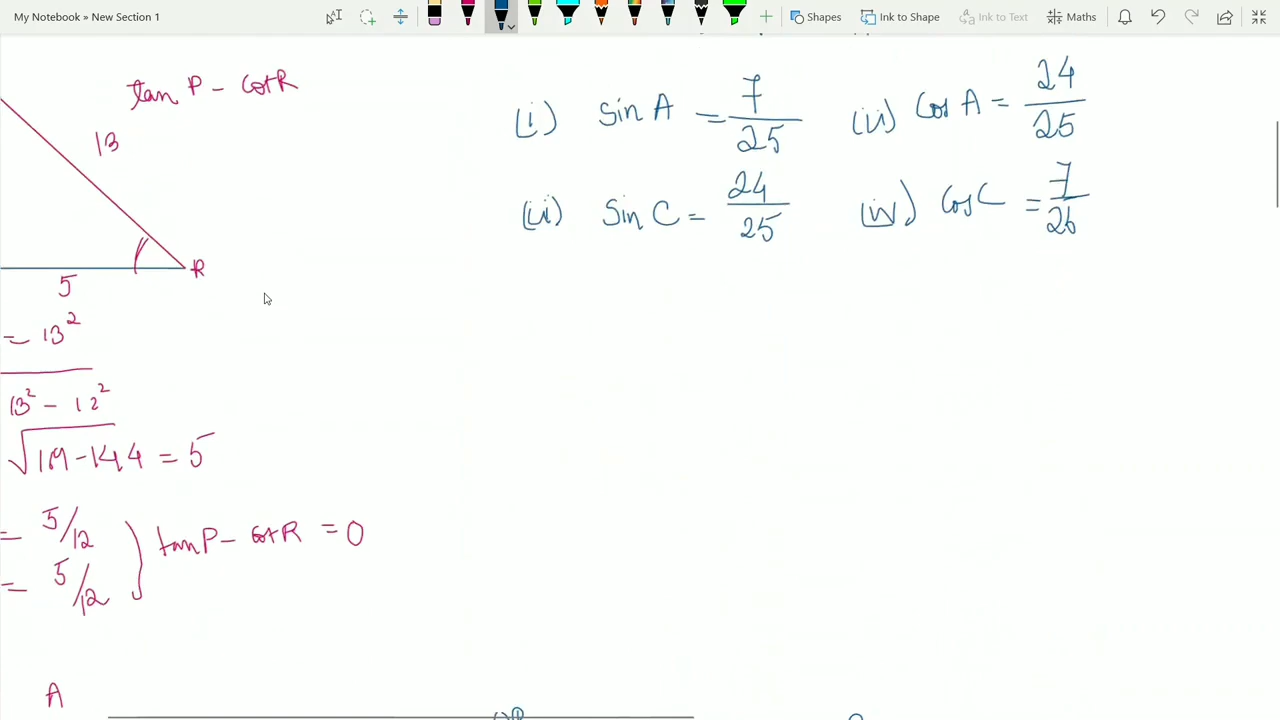 My Notebook » New Section 1
Shapes
Ink to Shape
Ink to Text
Maths
tan P - cot R
13
R
5
= 13²
13² - 12²
√169-144 = 5
= 5/12
= 5/12
tan P - cot R = 0
A
(i) sin A = 7/25
(ii) cos A = 24/25
(iii) sin C = 24/25
(iv) cos C = 7/25